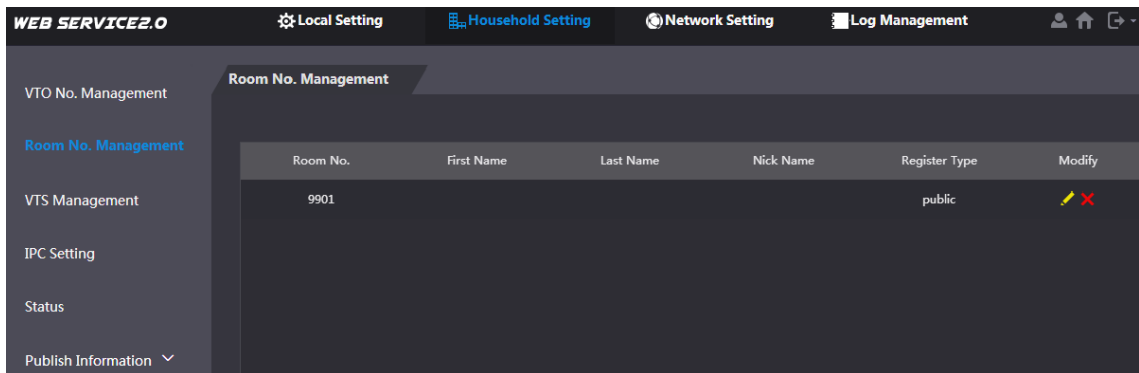 WEB SERVICE2.0 Local Setting Household Setting Network Setting Log Management
VTO No. Management
Room No. Management
VTS Management
IPC Setting
Status
Publish Information
Room No. Management
Room No. First Name Last Name Nick Name Register Type Modify
9901 public